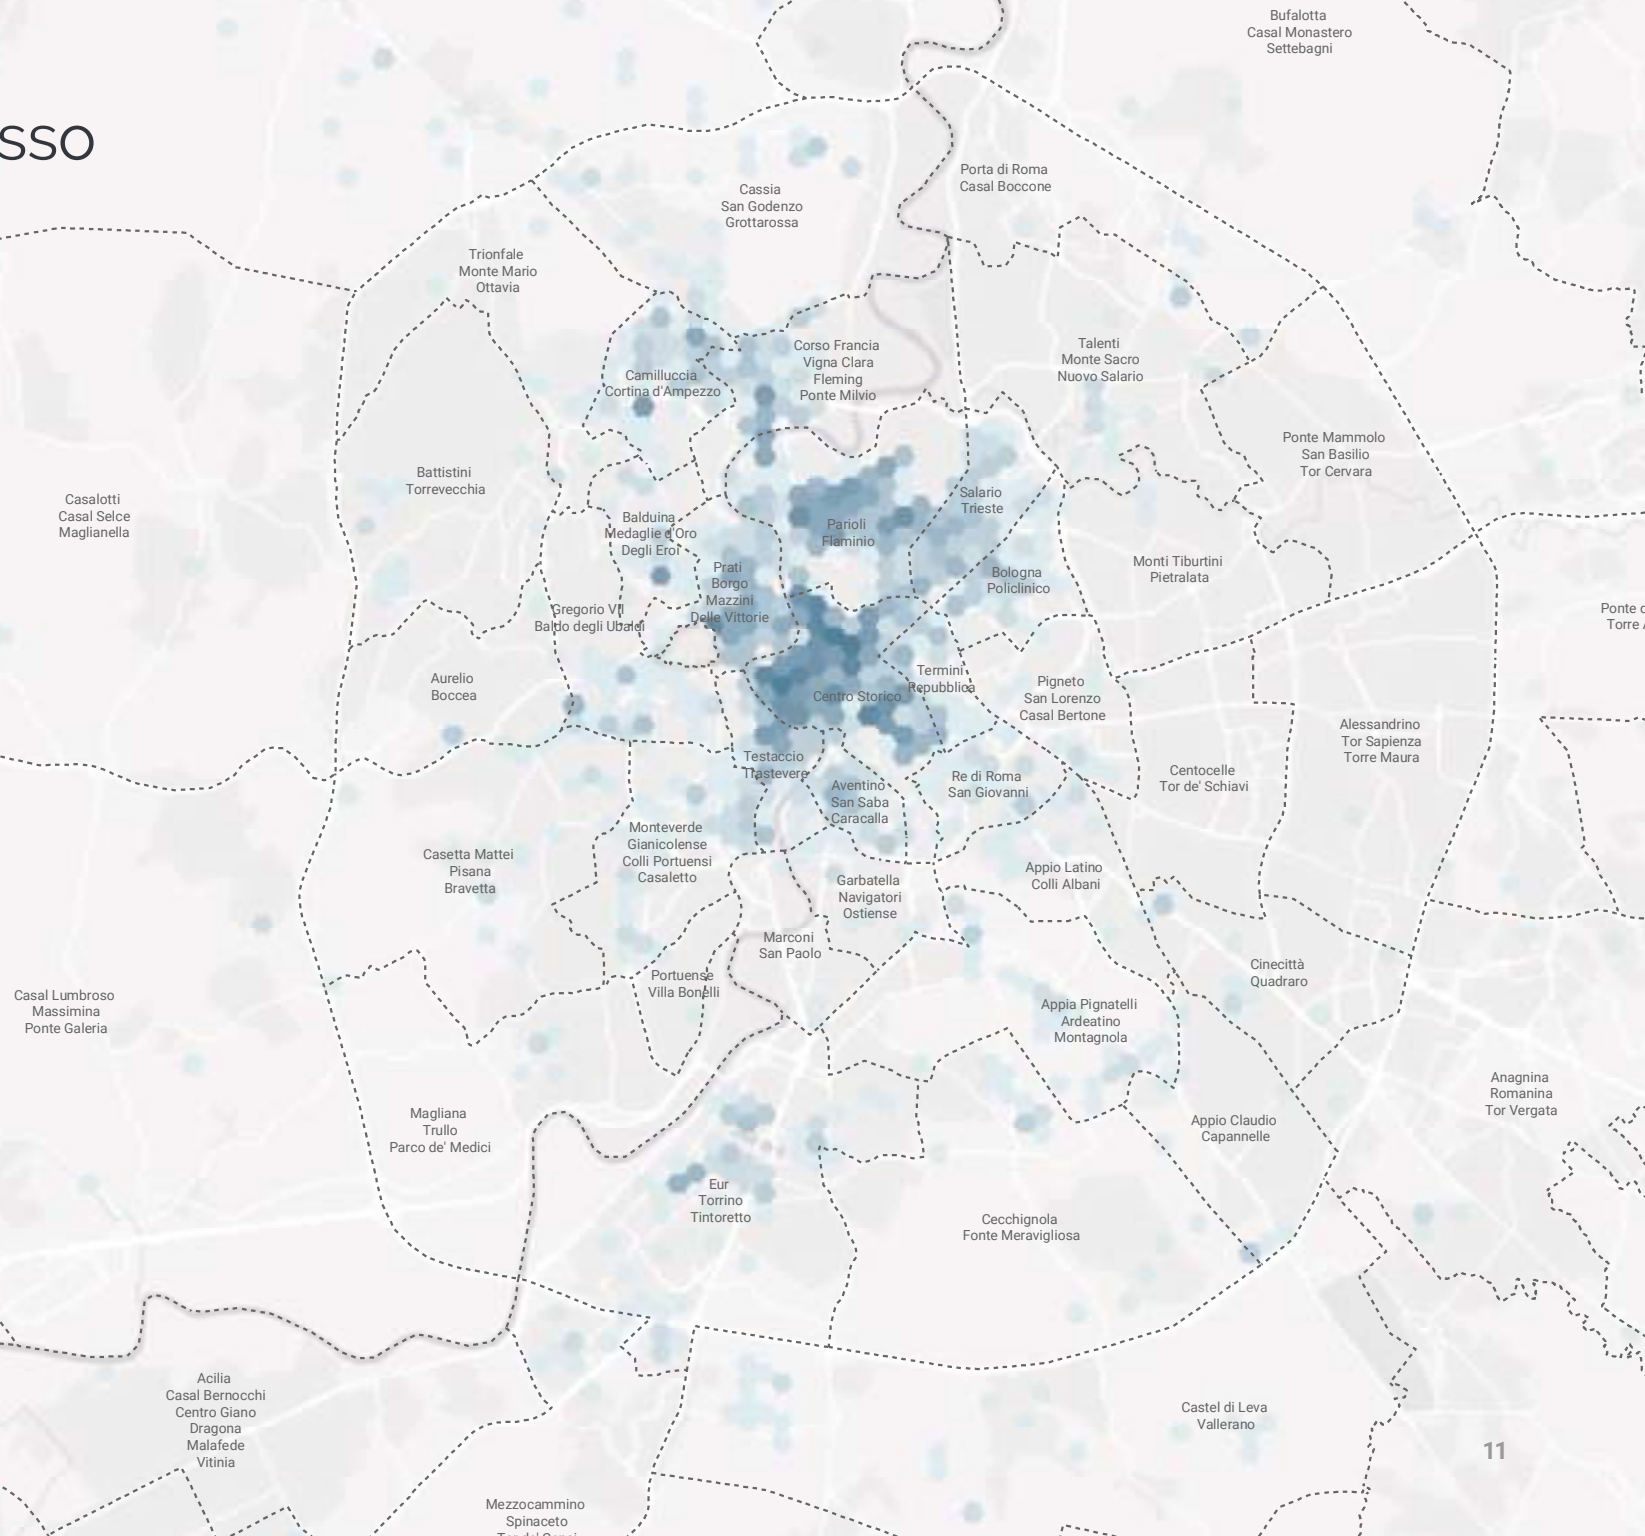 Bufalotta
Casal Monastero
Settebagni
SSO
Porta di Roma
Casal Boccone
Cassia
San Godenzo
Grottarossa
Trionfale
Monte Mario
Ottavia
Corso Francia
Vigna Clara
Fleming
Ponte Milvio
Talenti
Monte Sacro
Nuovo Salario
Camilluccia
Cortina d'Ampezzo
Ponte Mammolo
San Basilio
Tor Cervara
Battistini
Torrevecchia
Casalotti
Casal Selce
Maglianella
Salario
Trieste
Balduina
Medaglie d'Oro
Degli Eroi
Parioli
Flaminio
Prati
Borgo
Mazzini
Delle Vittorie
Bologna
Policlinico
Monti Tiburtini
Pietralata
Gregorio VII
Baldo degli Ubaldi
Ponte
Torre
Aurelio
Boccea
Termini
Repubblica
Centro Storico
Pigneto
San Lorenzo
Casal Bertone
Alessandrino
Tor Sapienza
Torre Maura
Testaccio
Trastevere
Re di Roma
San Giovanni
Centocelle
Tor de' Schiavi
Aventino
San Saba
Caracalla
Monteverde
Gianicolense
Colli Portuensi
Casaletto
Casetta Mattei
Pisana
Bravetta
Appio Latino
Colli Albani
Garbatella
Navigatori
Ostiense
Marconi
San Paolo
Portuense
Villa Bonelli
Cinecittà
Quadraro
Casal Lumbroso
Massimina
Ponte Galeria
Appia Pignatelli
Ardeatino
Montagnola
Anagnina
Romanina
Tor Vergata
Magliana
Trullo
Parco de' Medici
Appio Claudio
Capannelle
Eur
Torrino
Tintoretto
Cecchignola
Fonte Meravigliosa
Acilia
Casal Bernocchi
Centro Giano
Dragona
Malafede
Vitinia
Castel di Leva
Vallerano
11
Mezzocammino
Spinaceto